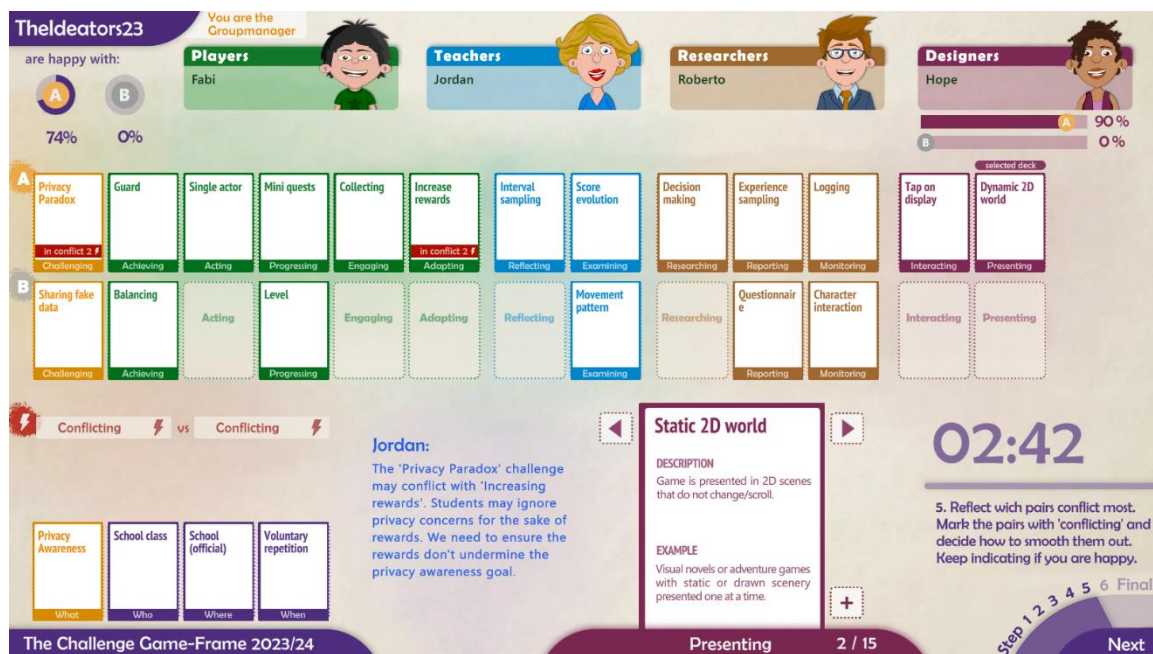 TheIdeators23
You are the
Groupmanager
are happy with:
A
B
74%
0%
Players
Fabi
Teachers
Jordan
Researchers
Roberto
Designers
Hope
A
90 %
B
0 %
selected deck
A
Privacy
Paradox
in conflict 2
Challenging
Guard
Achieving
Single actor
Acting
Mini quests
Progressing
Collecting
Engaging
Increase
rewards
in conflict 2
Adapting
Interval
sampling
Reflecting
Score
evolution
Examining
Decision
making
Researching
Experience
sampling
Reporting
Logging
Monitoring
Tap on
display
Interacting
Dynamic 2D
world
Presenting
B
Sharing fake
data
Challenging
Balancing
Achieving
Acting
Level
Progressing
Engaging
Adapting
Reflecting
Movement
pattern
Examining
Researching
Questionnair
e
Reporting
Character
interaction
Monitoring
Interacting
Presenting
Conflicting vs Conflicting
Privacy
Awareness
What
School class
Who
School
(official)
Where
Voluntary
repetition
When
Jordan:
The 'Privacy Paradox' challenge
may conflict with 'Increasing
rewards'. Students may ignore
privacy concerns for the sake of
rewards. We need to ensure the
rewards don't undermine the
privacy awareness goal.
Static 2D world
DESCRIPTION
Game is presented in 2D scenes
that do not change/scroll.
EXAMPLE
Visual novels or adventure games
with static or drawn scenery
presented one at a time.
+
02:42
5. Reflect wich pairs conflict most.
Mark the pairs with 'conflicting' and
decide how to smooth them out.
Keep indicating if you are happy.
Step 1 2 3 4 5 6 Final
The Challenge Game-Frame 2023/24
Presenting 2 / 15
Next